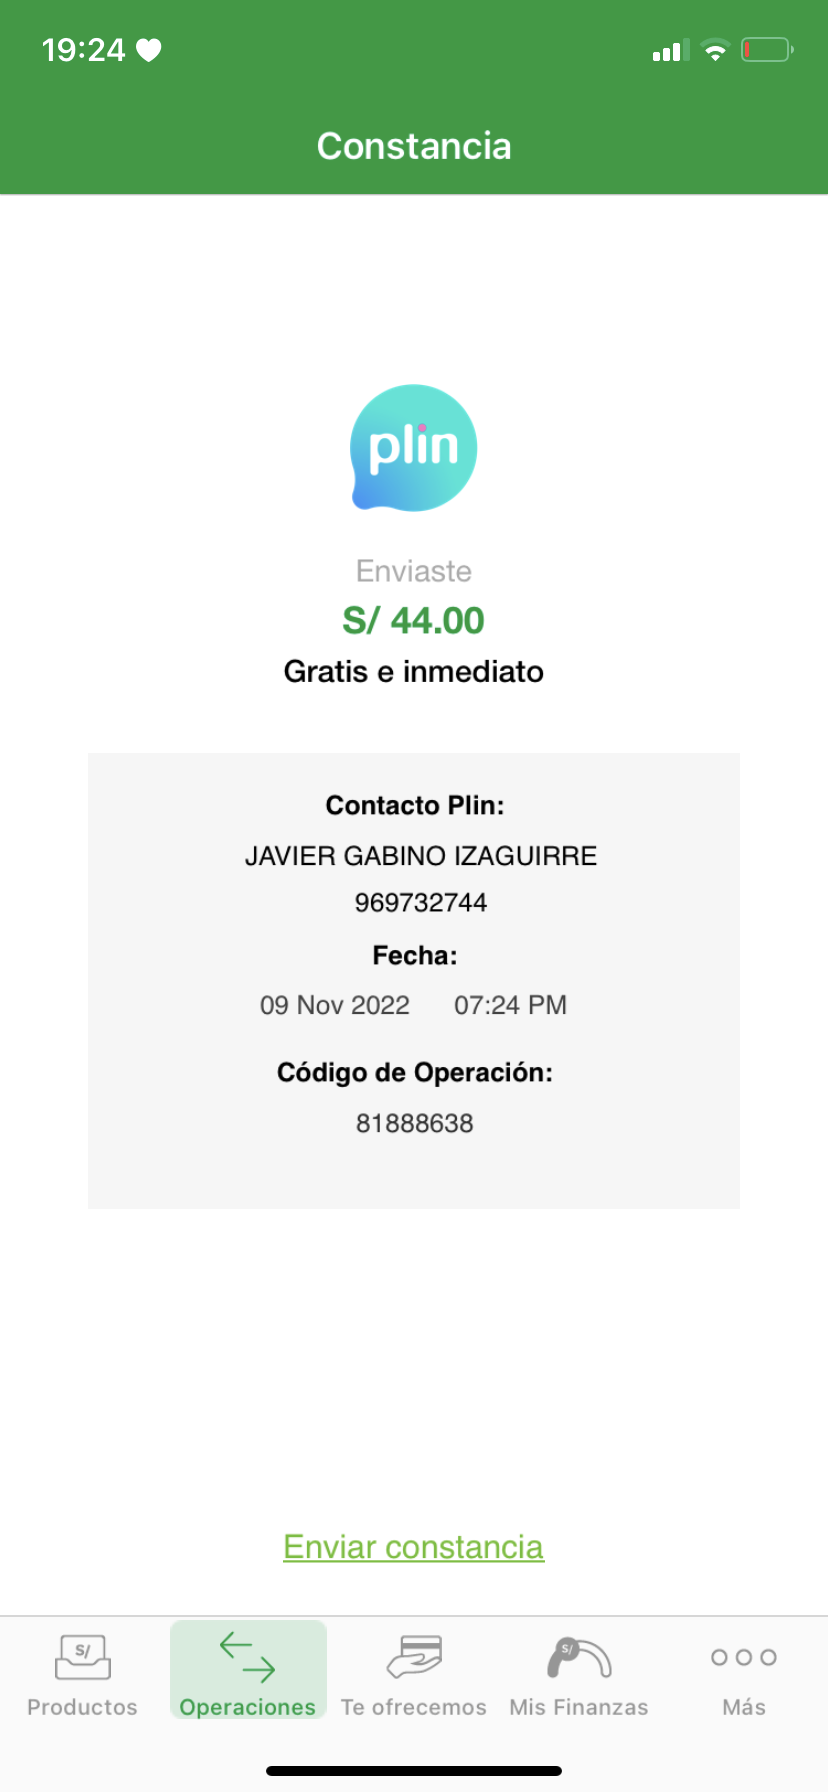 19:24
Constancia
plin
Enviaste
S/ 44.00
Gratis e inmediato
Contacto Plin:
JAVIER GABINO IZAGUIRRE
969732744
Fecha:
09 Nov 2022 07:24 PM
Código de Operación:
81888638
Enviar constancia
S/ S/
Productos Operaciones Te ofrecemos Mis Finanzas Más